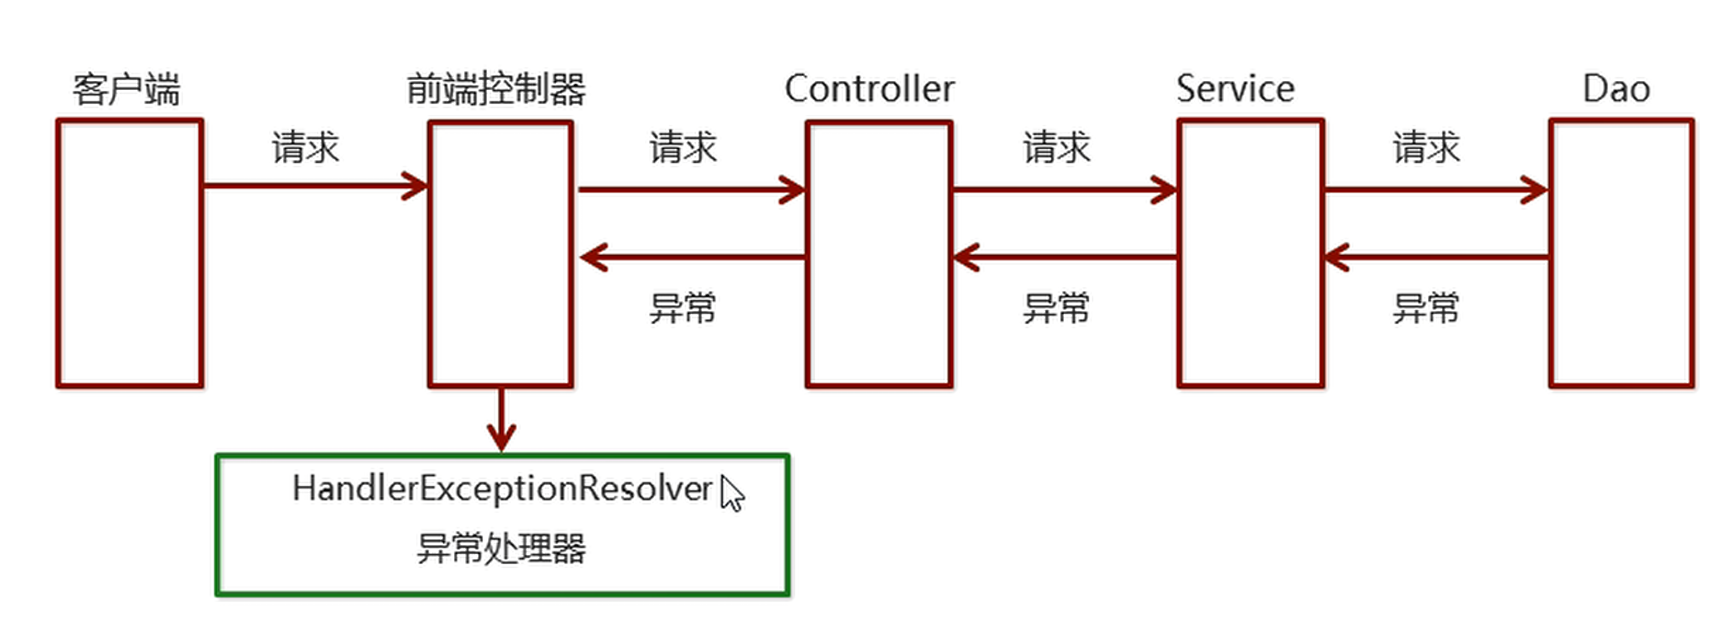 客户端
前端控制器
Controller
Service
Dao
请求
请求
请求
请求
异常
异常
异常
HandlerExceptionResolver
异常处理器